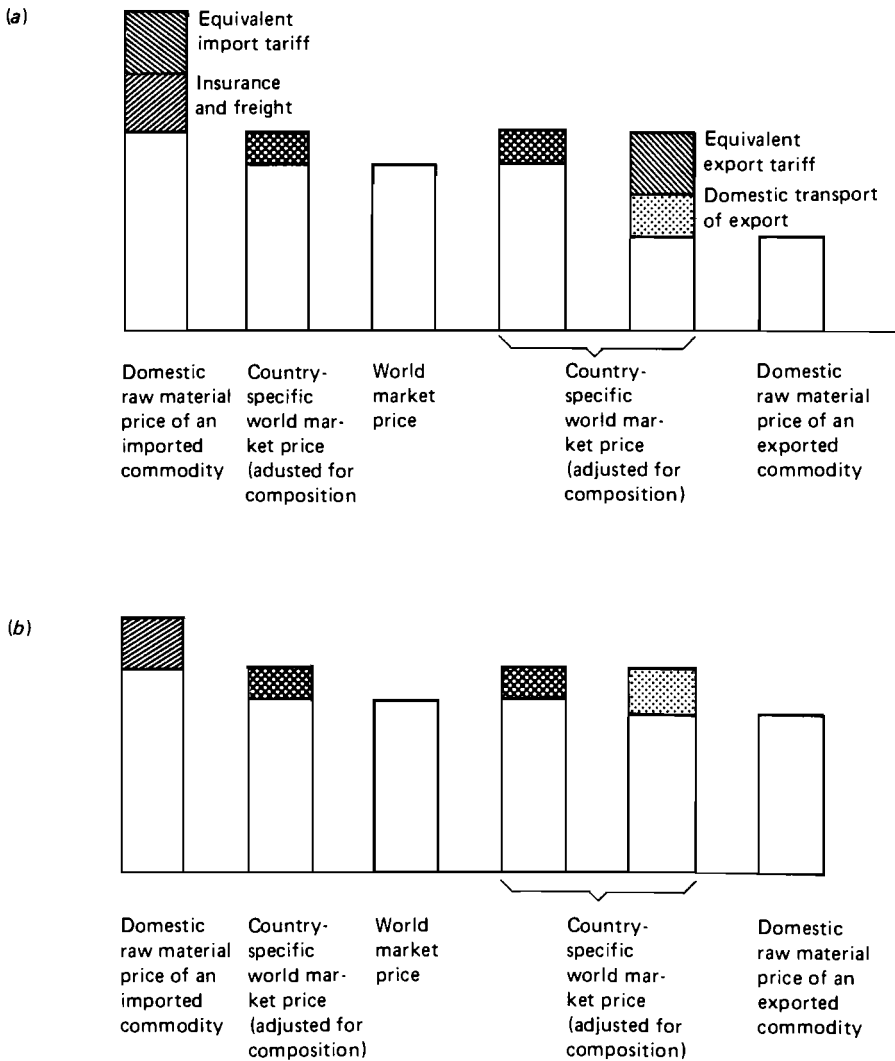 (a)
Equivalent
import tariff
Insurance
and freight
Equivalent
export tariff
Domestic transport
of export
Domestic
raw material
price of an
imported
commodity
Country-
specific
world mar-
ket price
(adusted for
composition
World
market
price
Country-
specific
world mar-
ket price
(adjusted for
composition)
Domestic
raw material
price of an
exported
commodity
(b)
Domestic
raw material
price of an
imported
commodity
Country-
specific
world mar-
ket price
(adjusted for
composition)
World
market
price
Country-
specific
world mar-
ket price
(adjusted for
composition)
Domestic
raw material
price of an
exported
commodity